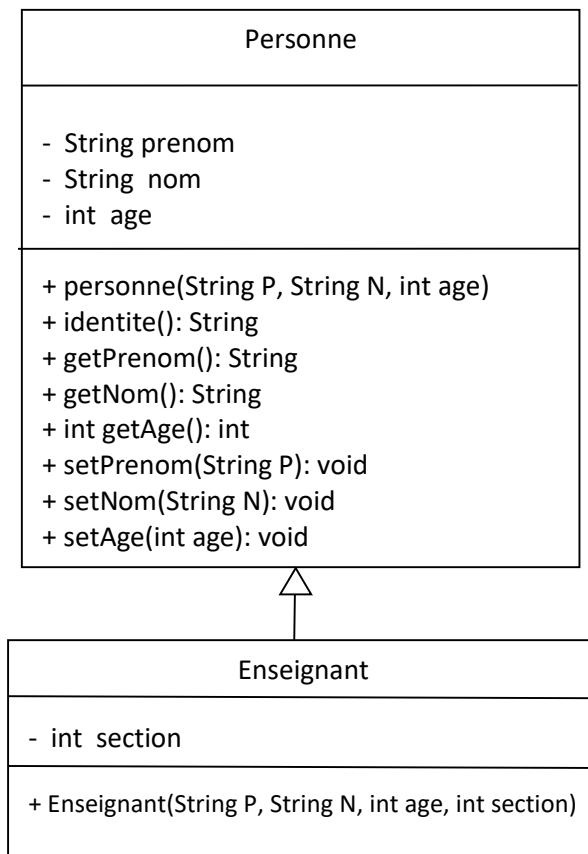 Personne
- String prenom
- String nom
- int age
+ personne(String P, String N, int age)
+ identite(): String
+ getPrenom(): String
+ getNom(): String
+ int getAge(): int
+ setPrenom(String P): void
+ setNom(String N): void
+ setAge(int age): void
Enseignant
- int section
+ Enseignant(String P, String N, int age, int section)